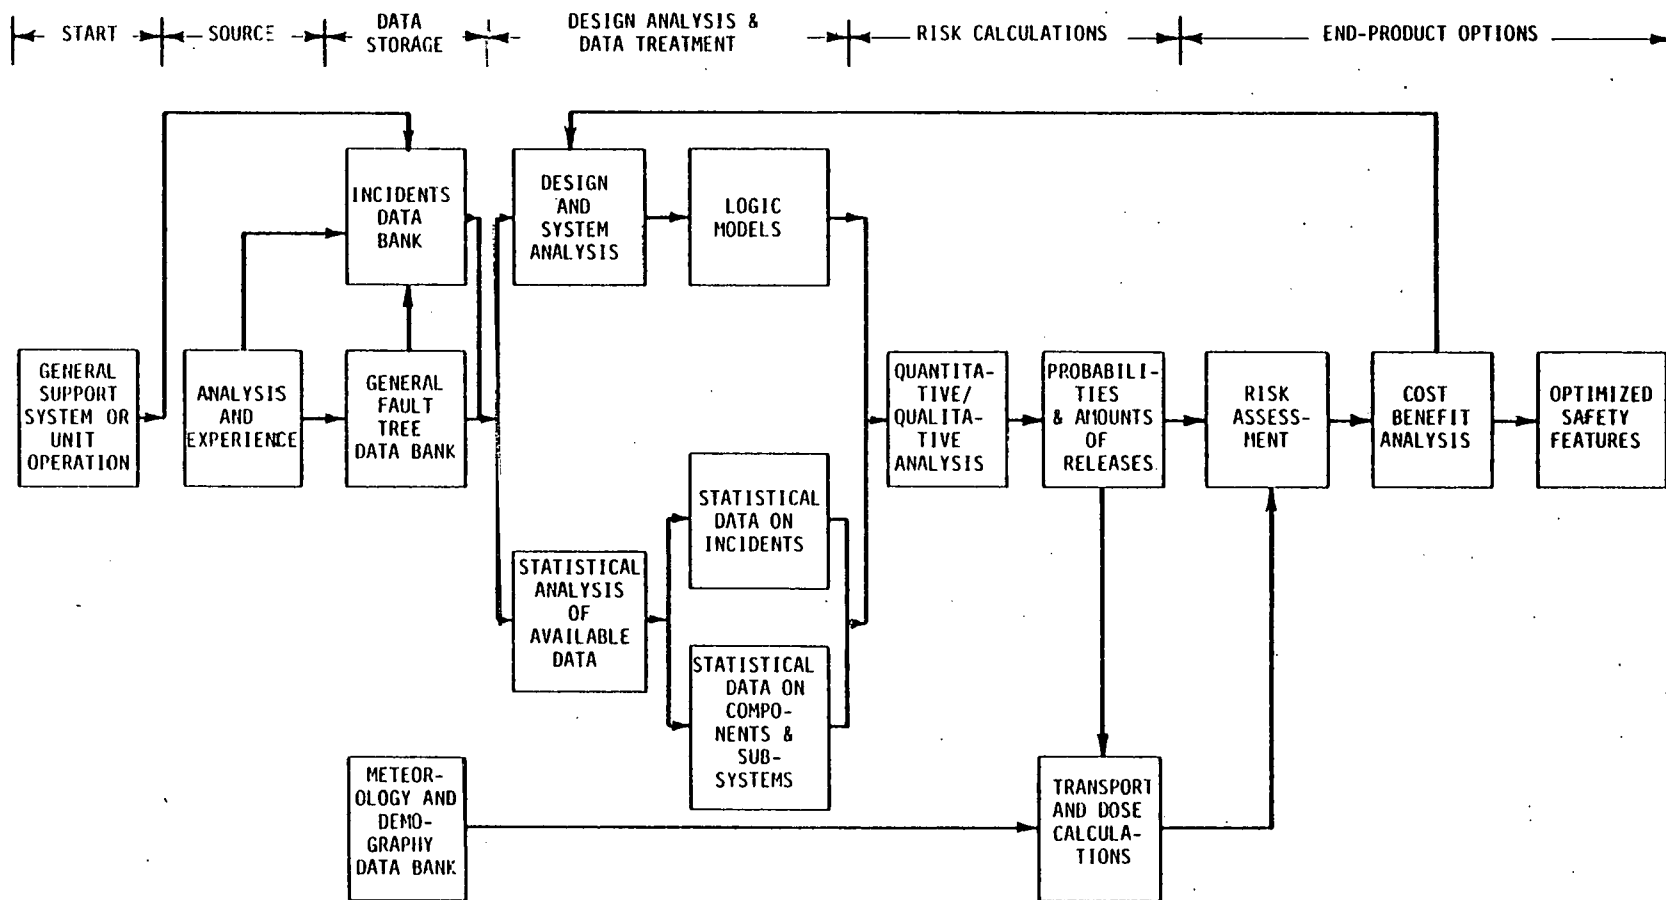 START
SOURCE
DATA
STORAGE
DESIGN ANALYSIS &
DATA TREATMENT
RISK CALCULATIONS
END-PRODUCT OPTIONS
INCIDENTS
DATA
BANK
DESIGN
AND
SYSTEM
ANALYSIS
LOGIC
MODELS
GENERAL
SUPPORT
SYSTEM OR
UNIT
OPERATION
ANALYSIS
AND
EXPERIENCE
GENERAL
FAULT
TREE
DATA BANK
QUANTITA-
TIVE/
QUALITA-
TIVE
ANALYSIS
PROBABILI-
TIES
& AMOUNTS
OF
RELEASES
RISK
ASSESS-
MENT
COST
BENEFIT
ANALYSIS
OPTIMIZED
SAFETY
FEATURES
STATISTICAL
DATA ON
INCIDENTS
STATISTICAL
ANALYSIS
OF
AVAILABLE
DATA
STATISTICAL
DATA ON
COMPO-
NENTS &
SUB-
SYSTEMS
METEOR-
OLOGY AND
DEMO-
GRAPHY
DATA BANK
TRANSPORT
AND DOSE
CALCULA-
TIONS